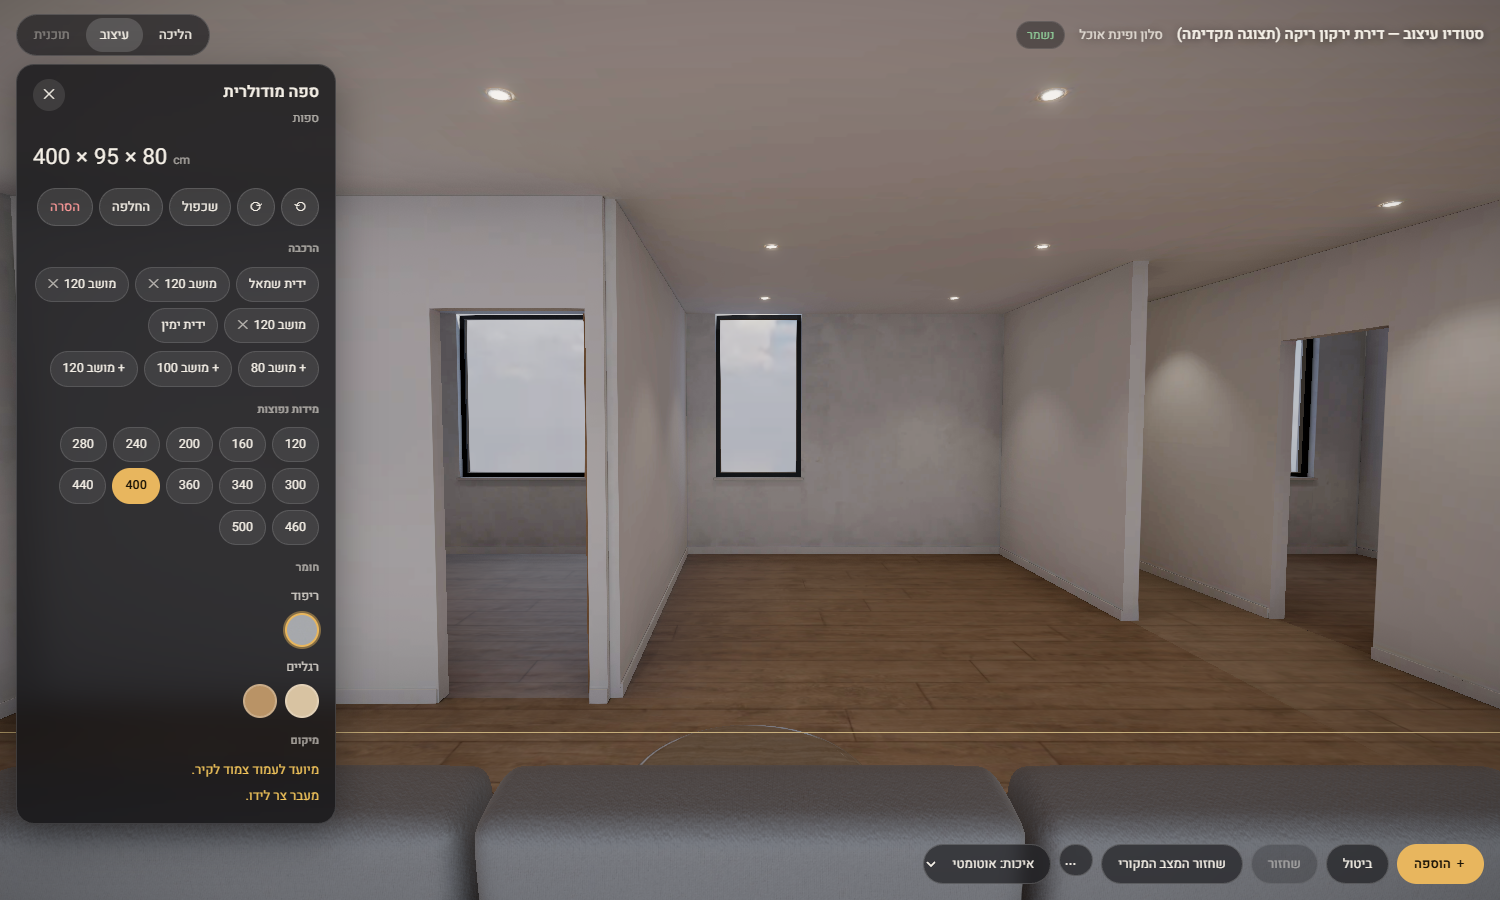 סטודיו עיצוב – דירת ירקון ריקה (תצוגה מקדימה) סלון ופינת אוכל נשמר
הליכה עיצוב תוכנית
ספה מודולרית
ספות
400 × 95 × 80 cm
שכפול החלפה הסרה
הרכבה
ידית שמאל מושב 120 × מושב 120 ×
מושב 120 × ידית ימין
+ מושב 80 + מושב 100 + מושב 120
מידות נפוצות
120 160 200 240 280
300 340 360 400 440
460 500
חומר
ריפוד
רגליים
מיקום
מיועד לעמוד צמוד לקיר.
מעבר צר לידו.
+ הוספה ביטול שחזור שחזור המצב המקורי ... איכות: אוטומטי